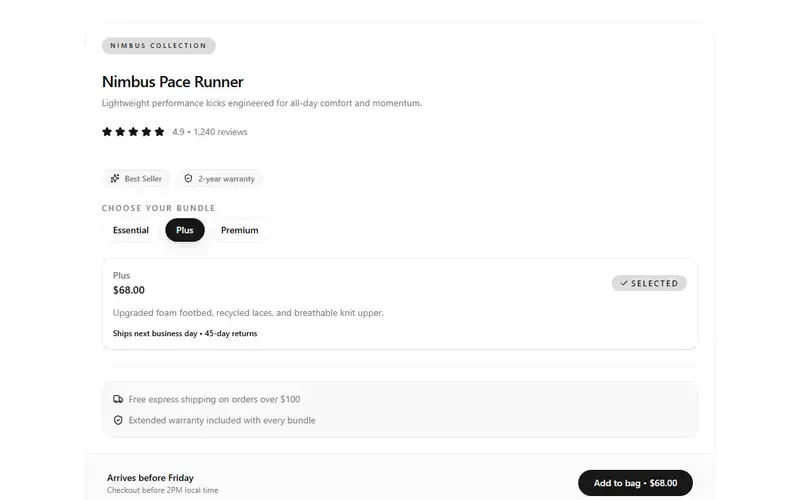 NIMBUS COLLECTION
Nimbus Pace Runner
Lightweight performance kicks engineered for all-day comfort and momentum.
4.9 • 1,240 reviews
Best Seller
2-year warranty
CHOOSE YOUR BUNDLE
Essential
Plus
Premium
Plus
$68.00
SELECTED
Upgraded foam footbed, recycled laces, and breathable knit upper.
Ships next business day • 45-day returns
Free express shipping on orders over $100
Extended warranty included with every bundle
Arrives before Friday
Checkout before 2PM local time
Add to bag • $68.00